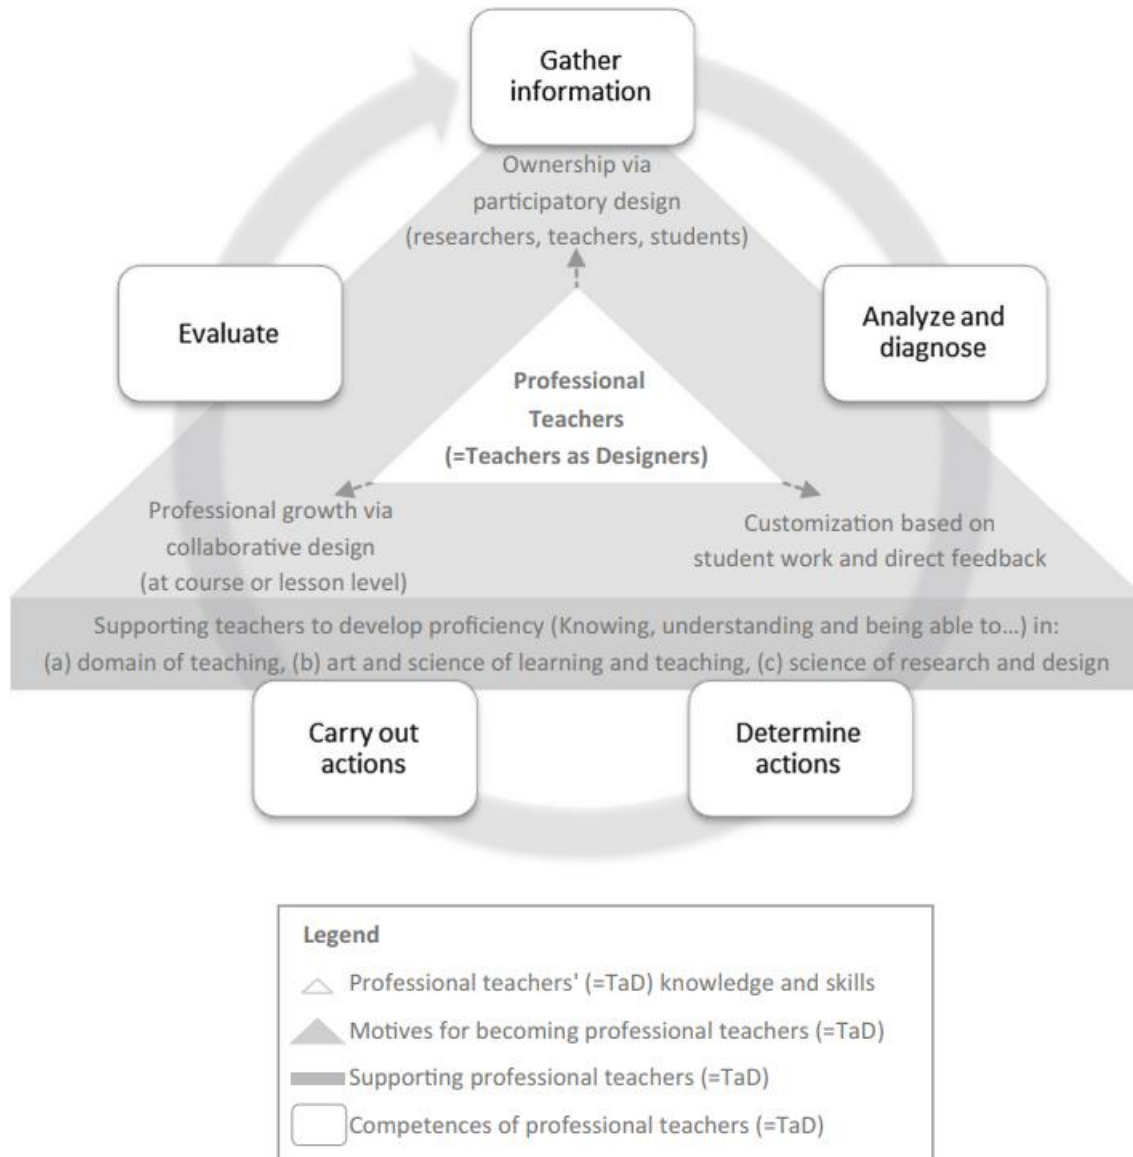 Gather
information
Ownership via
participatory design
(researchers, teachers, students)
Evaluate
Analyze and
diagnose
Professional
Teachers
(=Teachers as Designers)
Professional growth via
collaborative design
(at course or lesson level)
Customization based on
student work and direct feedback
Supporting teachers to develop proficiency (Knowing, understanding and being able to...) in:
(a) domain of teaching, (b) art and science of learning and teaching, (c) science of research and design
Carry out
actions
Determine
actions
Legend
Professional teachers' (=TaD) knowledge and skills
Motives for becoming professional teachers (=TaD)
Supporting professional teachers (=TaD)
Competences of professional teachers (=TaD)